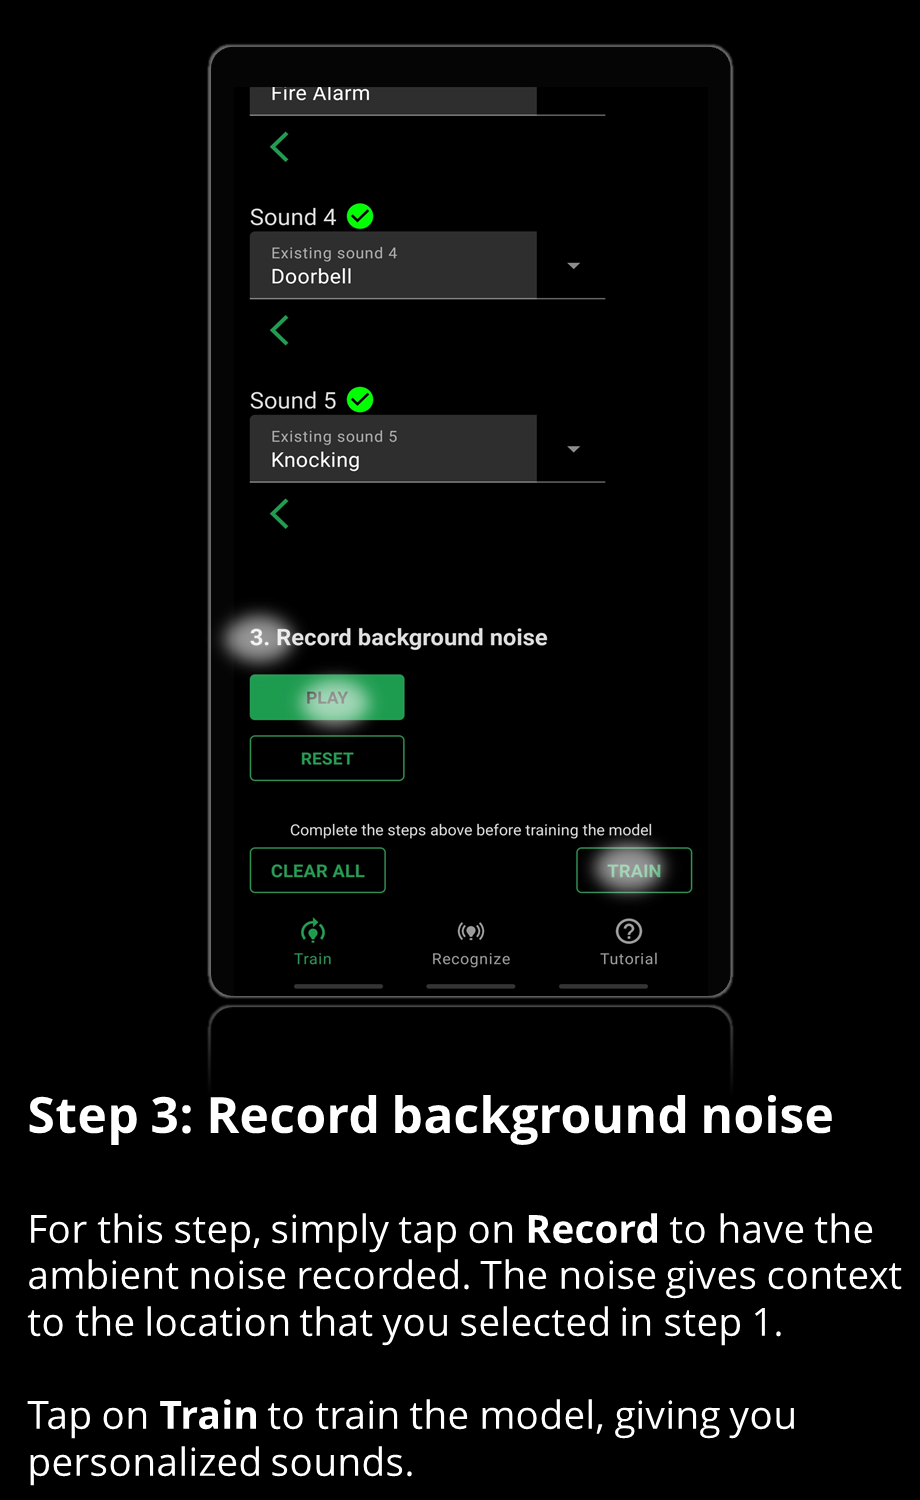 Fire Alarm
Sound 4
Existing sound 4
Doorbell
Sound 5
Existing sound 5
Knocking
3. Record background noise
PLAY
RESET
Complete the steps above before training the model
CLEAR ALL
TRAIN
Train
Recognize
Tutorial
Step 3: Record background noise
For this step, simply tap on Record to have the
ambient noise recorded. The noise gives context
to the location that you selected in step 1.
Tap on Train to train the model, giving you
personalized sounds.